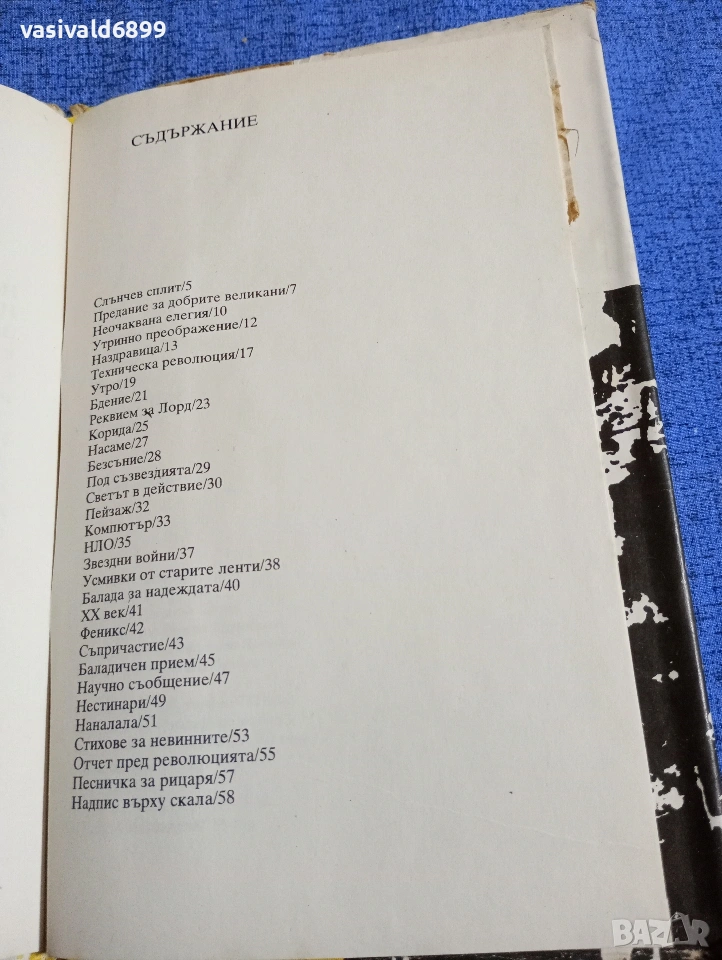 vasivald6899
СЪДЪРЖАНИЕ
Слънчев сплит/5
Предание за добрите великани/7
Неочаквана елегия/10
Утринно преображение/12
Наздравица/13
Техническа революция/17
Утро/19
Бдение/21
Реквием за Лорд/23
Корида/25
Насаме/27
Безсъние/28
Под съзвездията/29
Светът в действие/30
Пейзаж/32
Компютър/33
НЛО/35
Звездни войни/37
Усмивки от старите ленти/38
Балада за надеждата/40
ХХ век/41
Феникс/42
Съпричастие/43
Баладичен прием/45
Научно съобщение/47
Нестинари/49
Наналала/51
Стихове за невинните/53
Отчет пред революцията/55
Песничка за рицаря/57
Надпис върху скала/58
BAZAR